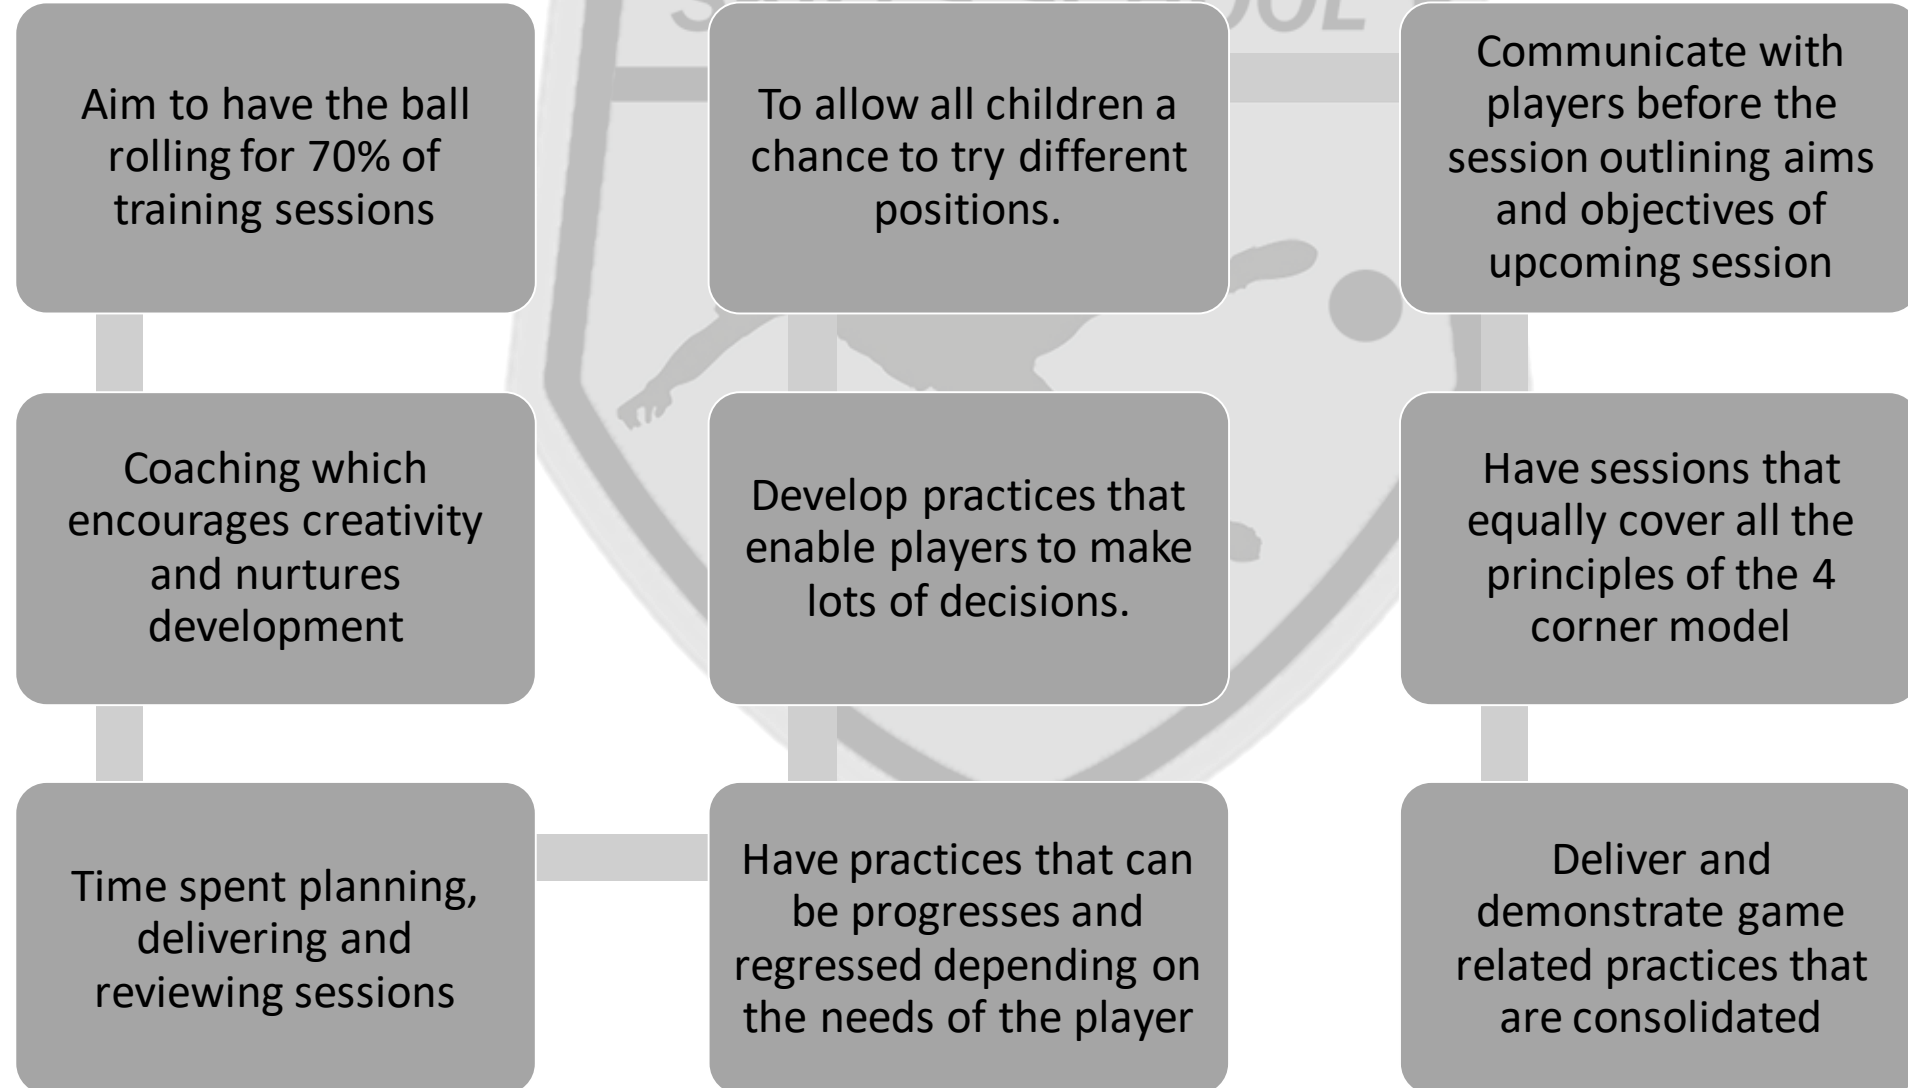 Aim to have the ball
rolling for 70% of
training sessions
Coaching which
encourages creativity
and nurtures
development
Time spent planning,
delivering and
reviewing sessions
Have practices that can
be progresses and
regressed depending on
the needs of the player
Develop practices that
enable players to make
lots of decisions.
To allow all children a
chance to try different
positions.
Communicate with
players before the
session outlining aims
and objectives of
upcoming session
Have sessions that
equally cover all the
principles of the 4
corner model
Deliver and
demonstrate game
related practices that
are consolidated